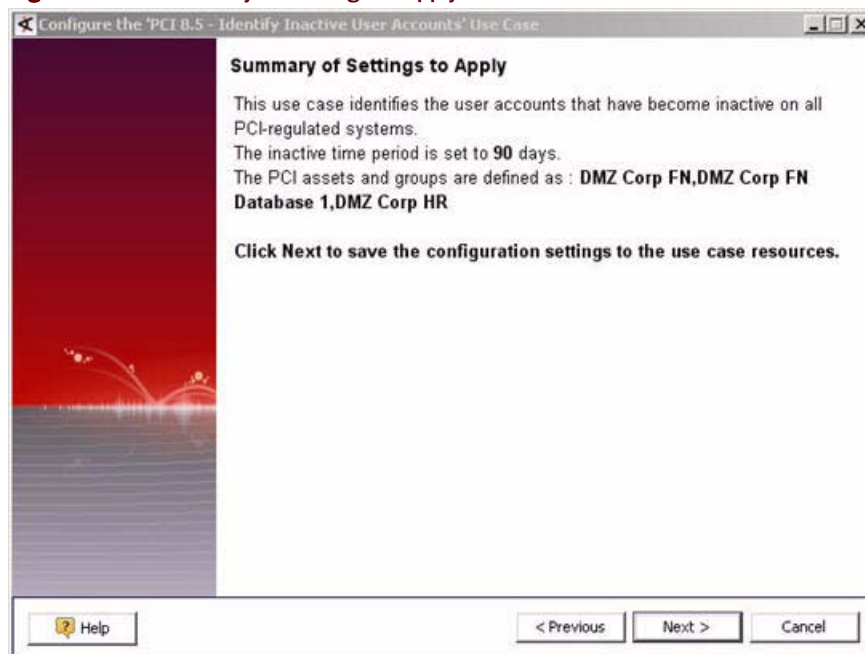 Configure the 'PCI 8.5 - Identify Inactive User Accounts' Use Case
Summary of Settings to Apply
This use case identifies the user accounts that have become inactive on all
PCI-regulated systems.
The inactive time period is set to 90 days.
The PCI assets and groups are defined as : DMZ Corp FN,DMZ Corp FN
Database 1,DMZ Corp HR
Click Next to save the configuration settings to the use case resources.
Help
< Previous
Next >
Cancel